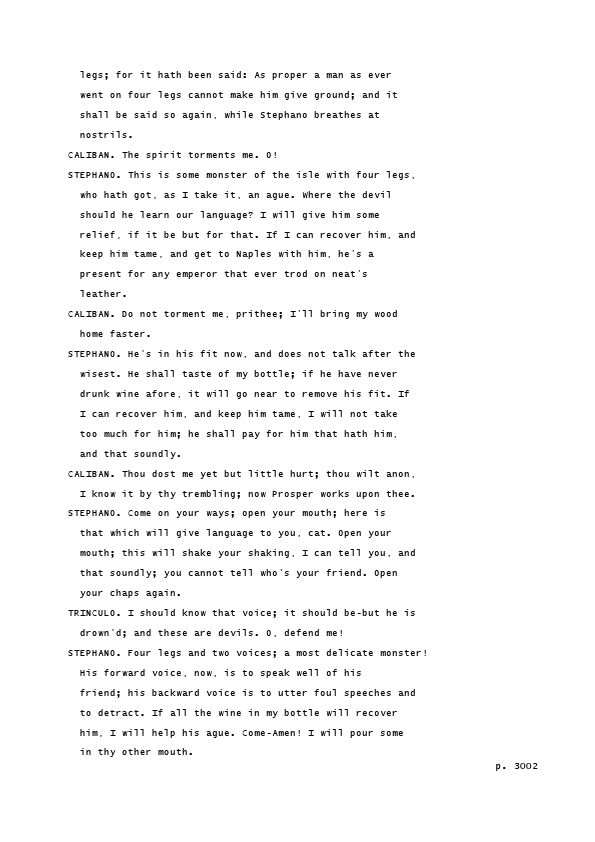 legs; for it hath been said: As proper a man as ever
went on four legs cannot make him give ground; and it
shall be said so again, while Stephano breathes at
nostrils.
CALIBAN. The spirit torments me. O!
STEPHANO. This is some monster of the isle with four legs,
who hath got, as I take it, an ague. Where the devil
should he learn our language? I will give him some
relief, if it be but for that. If I can recover him, and
keep him tame, and get to Naples with him, he's a
present for any emperor that ever trod on neat's
leather.
CALIBAN. Do not torment me, prithee; I'll bring my wood
home faster.
STEPHANO. He's in his fit now, and does not talk after the
wisest. He shall taste of my bottle; if he have never
drunk wine afore, it will go near to remove his fit. If
I can recover him, and keep him tame, I will not take
too much for him; he shall pay for him that hath him,
and that soundly.
CALIBAN. Thou dost me yet but little hurt; thou wilt anon,
I know it by thy trembling; now Prosper works upon thee.
STEPHANO. Come on your ways; open your mouth; here is
that which will give language to you, cat. Open your
mouth; this will shake your shaking, I can tell you, and
that soundly; you cannot tell who's your friend. Open
your chaps again.
TRINCULO. I should know that voice; it should be-but he is
drown'd; and these are devils. O, defend me!
STEPHANO. Four legs and two voices; a most delicate monster!
His forward voice, now, is to speak well of his
friend; his backward voice is to utter foul speeches and
to detract. If all the wine in my bottle will recover
him, I will help his ague. Come-Amen! I will pour some
in thy other mouth.
p. 3002